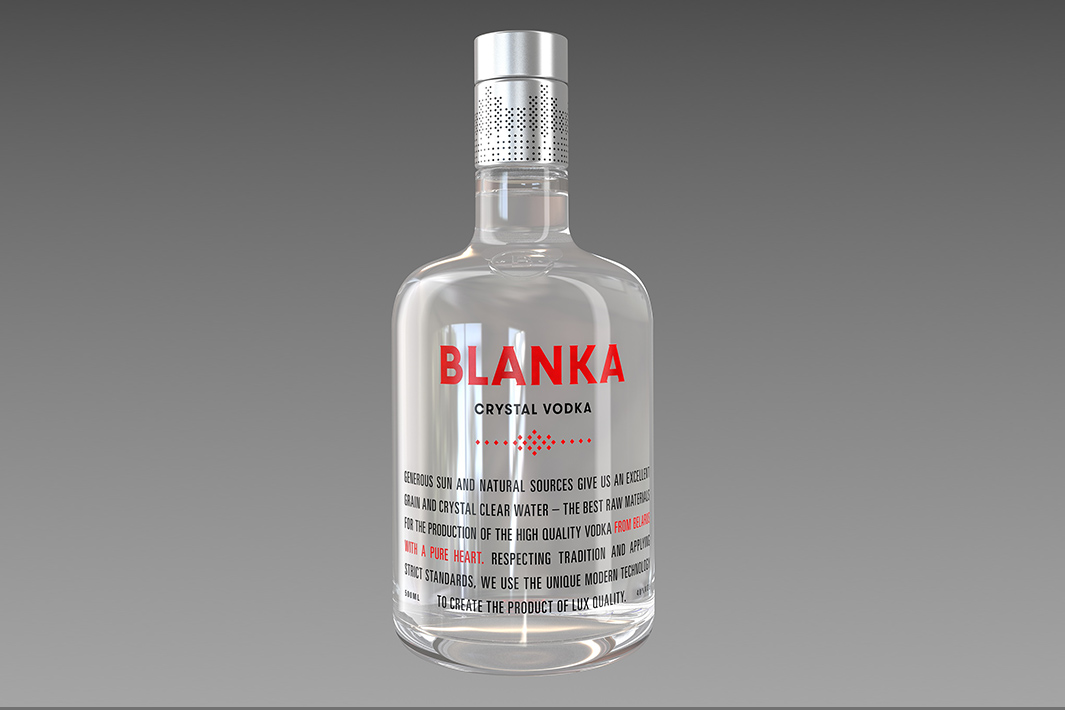 BLANKA
CRYSTAL VODKA
GENEROUS SUN AND NATURAL SOURCES GIVE US AN EXCELLENT
GRAIN AND CRYSTAL CLEAR WATER – THE BEST RAW MATERIALS
FOR THE PRODUCTION OF THE HIGH QUALITY VODKA FROM BELARUS
WITH A PURE HEART. RESPECTING TRADITION AND APPLYING
STRICT STANDARDS, WE USE THE UNIQUE MODERN TECHNOLOGY
500ML TO CREATE THE PRODUCT OF LUX QUALITY.